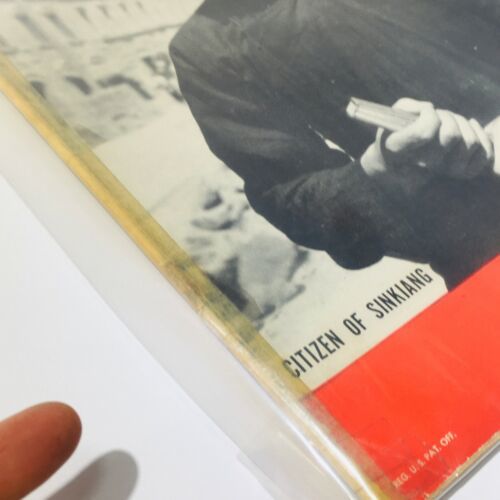 CITIZEN OF SINKIANG
REG. U. S. PAT. OFF.